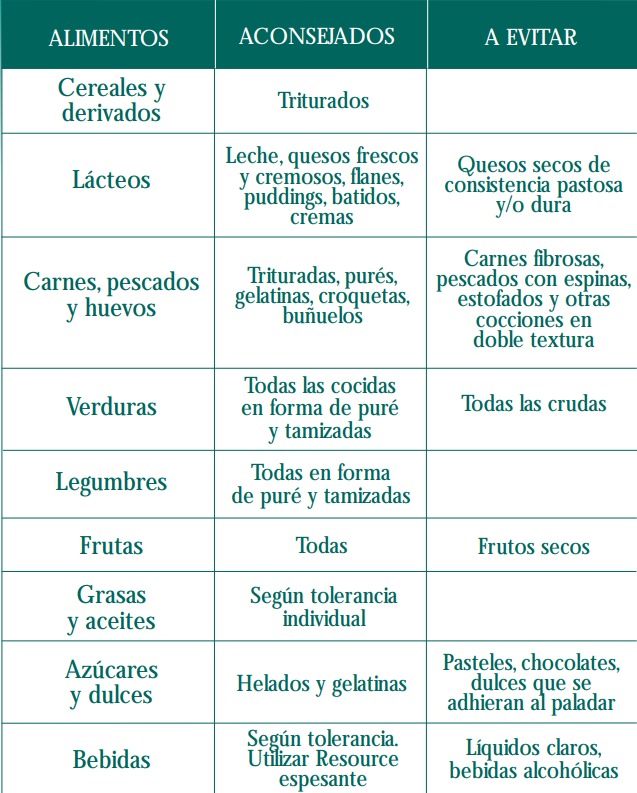 ALIMENTOS
ACONSEJADOS
A EVITAR
Cereales y
derivados
Triturados
Lácteos
Leche, quesos frescos
y cremosos, flanes,
puddings, batidos,
cremas
Quesos secos de
consistencia pastosa
y/o dura
Carnes, pescados
y huevos
Trituradas, purés,
gelatinas, croquetas,
buñuelos
Carnes fibrosas,
pescados con espinas,
estofados y otras
cocciones en
doble textura
Verduras
Todas las cocidas
en forma de puré
y tamizadas
Todas las crudas
Legumbres
Todas en forma
de puré y tamizadas
Frutas
Todas
Frutos secos
Grasas
y aceites
Según tolerancia
individual
Azúcares
y dulces
Helados y gelatinas
Pasteles, chocolates,
dulces que se
adhieran al paladar
Bebidas
Según tolerancia.
Utilizar Resource
espesante
Líquidos claros,
bebidas alcohólicas